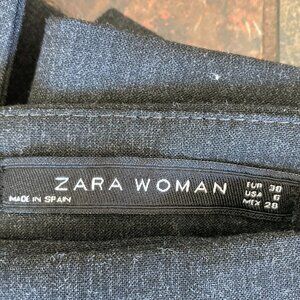 ZARA WOMAN
MADE IN SPAIN
EUR 38
USA 6
MEX 28